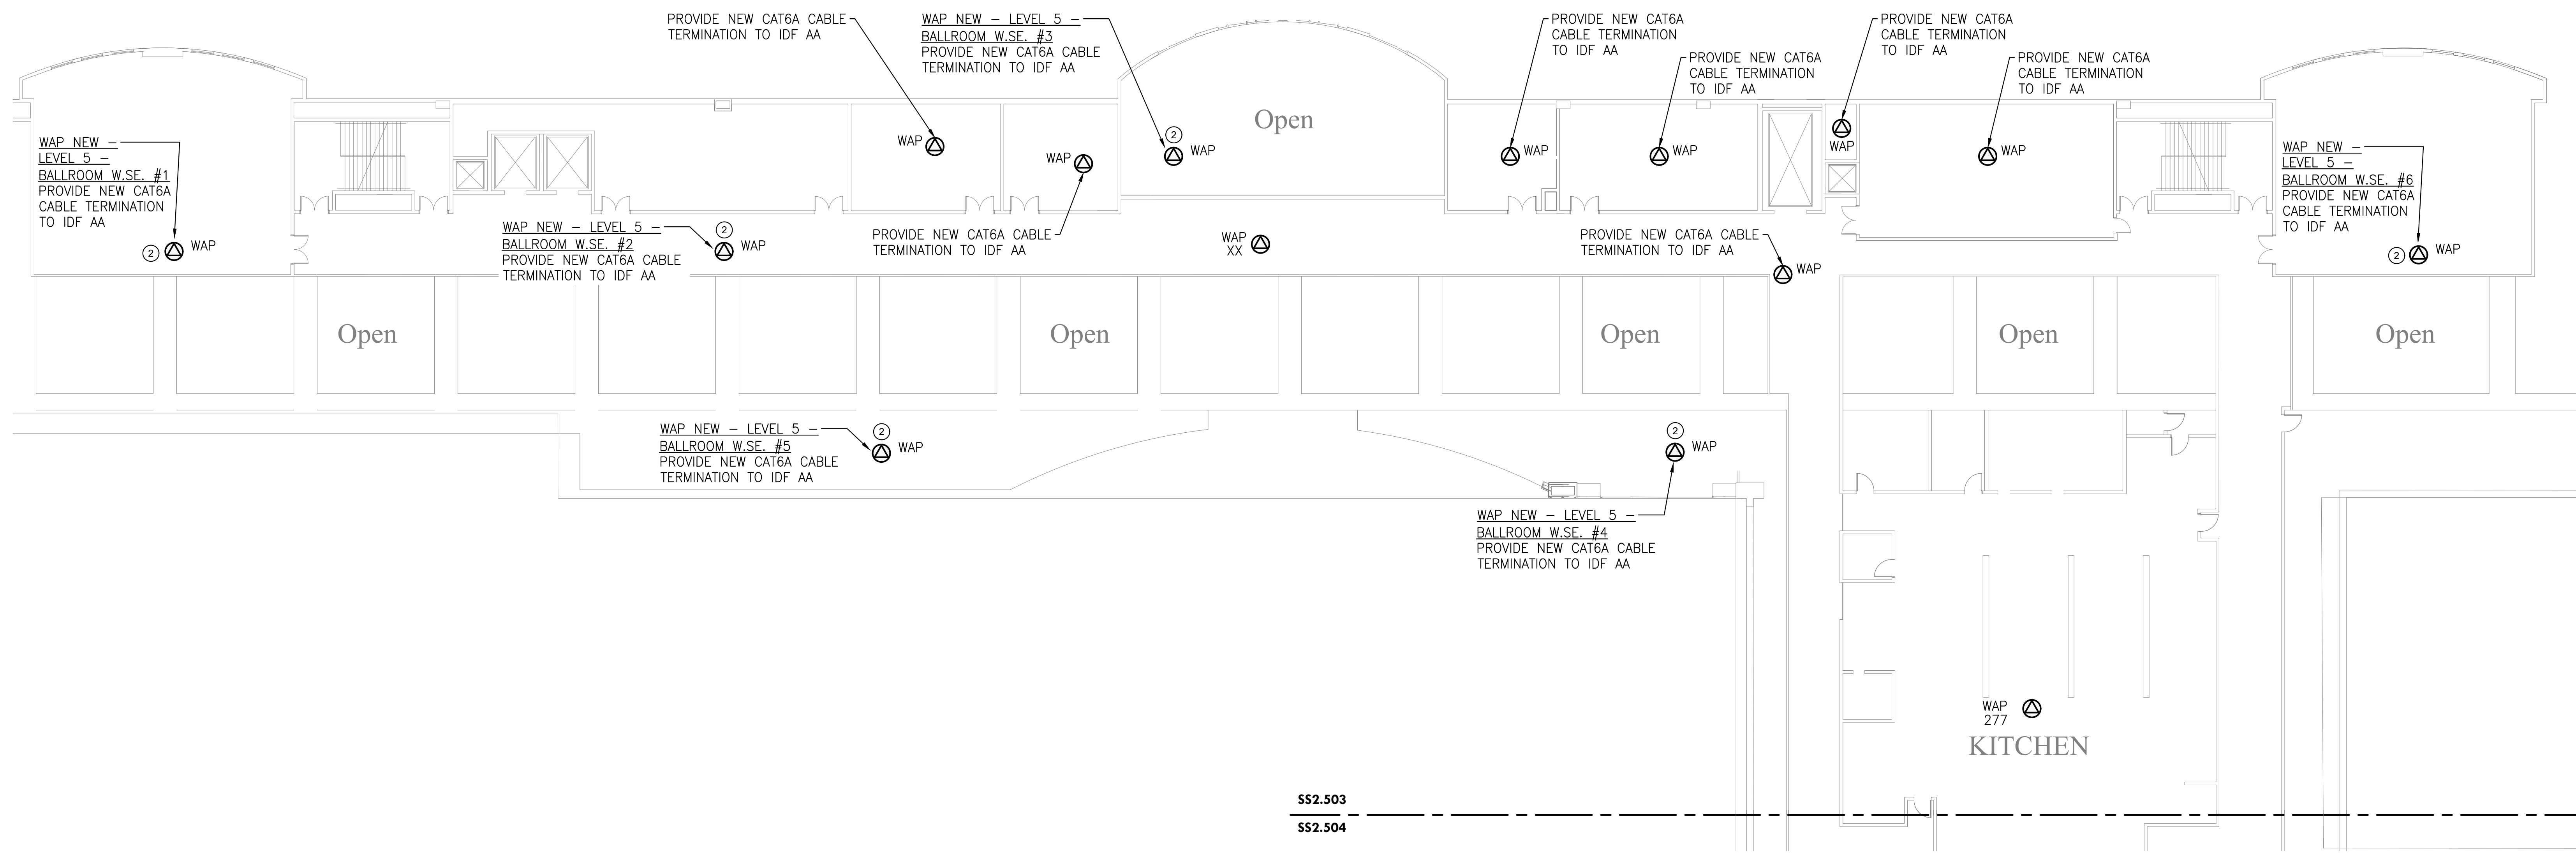 PROVIDE NEW CAT6A CABLE
TERMINATION TO IDF AA
WAP NEW – LEVEL 5 –
BALLROOM W.SE. #3
PROVIDE NEW CAT6A CABLE
TERMINATION TO IDF AA
PROVIDE NEW CAT6A
CABLE TERMINATION
TO IDF AA
PROVIDE NEW CAT6A
CABLE TERMINATION
TO IDF AA
PROVIDE NEW CAT6A
CABLE TERMINATION
TO IDF AA
PROVIDE NEW CAT6A
CABLE TERMINATION
TO IDF AA
Open
WAP NEW –
LEVEL 5 –
BALLROOM W.SE. #1
PROVIDE NEW CAT6A
CABLE TERMINATION
TO IDF AA
2
WAP
WAP
WAP
2
WAP
WAP
WAP
WAP
WAP
WAP NEW –
LEVEL 5 –
BALLROOM W.SE. #6
PROVIDE NEW CAT6A
CABLE TERMINATION
TO IDF AA
2
WAP
WAP NEW – LEVEL 5 –
BALLROOM W.SE. #2
PROVIDE NEW CAT6A CABLE
TERMINATION TO IDF AA
2
WAP
PROVIDE NEW CAT6A CABLE
TERMINATION TO IDF AA
WAP
XX
PROVIDE NEW CAT6A CABLE
TERMINATION TO IDF AA
WAP
Open
Open
Open
Open
Open
WAP NEW – LEVEL 5 –
BALLROOM W.SE. #5
PROVIDE NEW CAT6A CABLE
TERMINATION TO IDF AA
2
WAP
2
WAP
WAP NEW – LEVEL 5 –
BALLROOM W.SE. #4
PROVIDE NEW CAT6A CABLE
TERMINATION TO IDF AA
WAP
277
KITCHEN
SS2.503
SS2.504